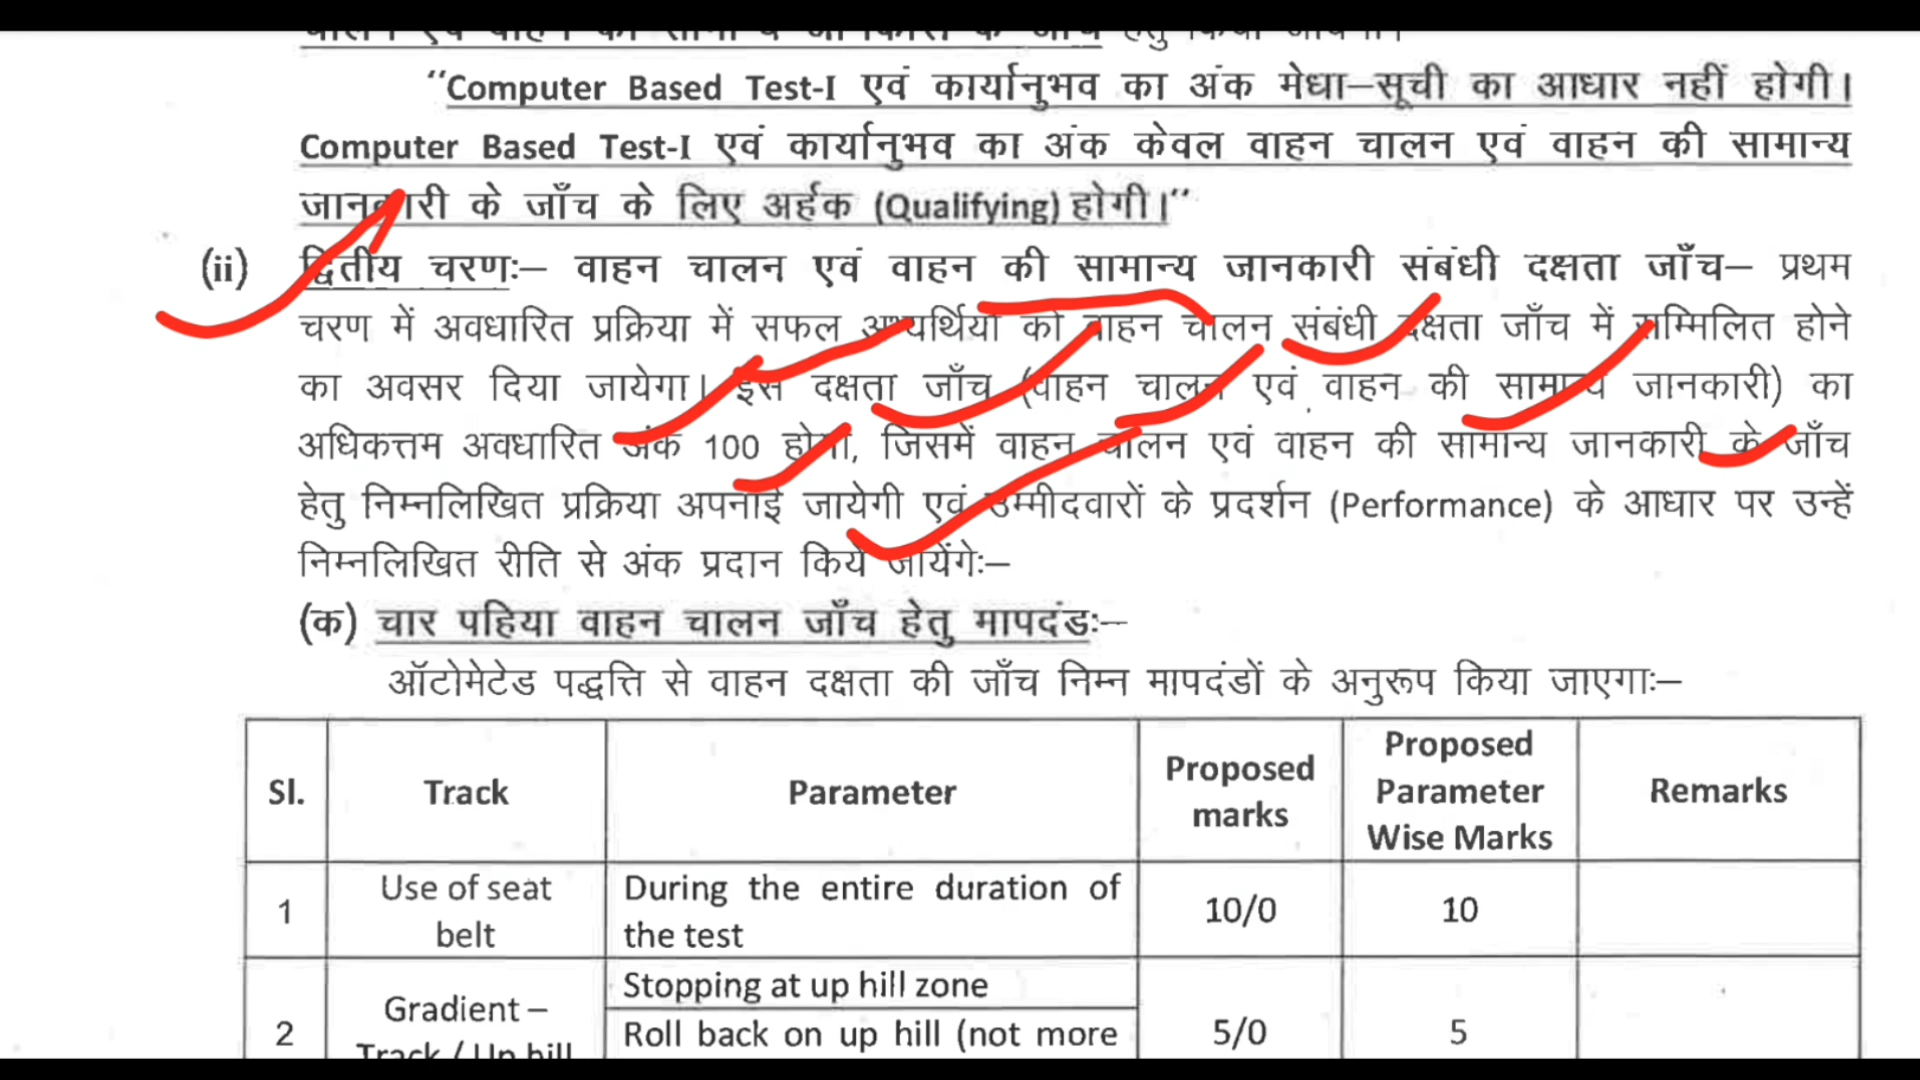 "Computer Based Test-I एवं कार्यानुभव का अंक मेधा–सूची का आधार नहीं होगी।
Computer Based Test-I एवं कार्यानुभव का अंक केवल वाहन चालन एवं वाहन की सामान्य
जानकारी के जाँच के लिए अर्हक (Qualifying) होगी।"
(ii) द्वितीय चरणः– वाहन चालन एवं वाहन की सामान्य जानकारी संबंधी दक्षता जाँच– प्रथम
चरण में अवधारित प्रक्रिया में सफल अभ्यर्थियों को वाहन चालन संबंधी दक्षता जाँच में सम्मिलित होने
का अवसर दिया जायेगा। इस दक्षता जाँच (वाहन चालन एवं वाहन की सामान्य जानकारी) का
अधिकत्तम अवधारित अंक 100 होगा, जिसमें वाहन चालन एवं वाहन की सामान्य जानकारी के जाँच
हेतु निम्नलिखित प्रक्रिया अपनाई जायेगी एवं उम्मीदवारों के प्रदर्शन (Performance) के आधार पर उन्हें
निम्नलिखित रीति से अंक प्रदान किये जायेंगेः–
(क) चार पहिया वाहन चालन जाँच हेतु मापदंडः–
ऑटोमेटेड पद्धत्ति से वाहन दक्षता की जाँच निम्न मापदंडों के अनुरूप किया जाएगाः–
Sl. Track Parameter Proposed marks Proposed Parameter Wise Marks Remarks
1 Use of seat belt During the entire duration of the test 10/0 10
2 Gradient – Track / Up hill Stopping at up hill zone
Roll back on up hill (not more 5/0 5